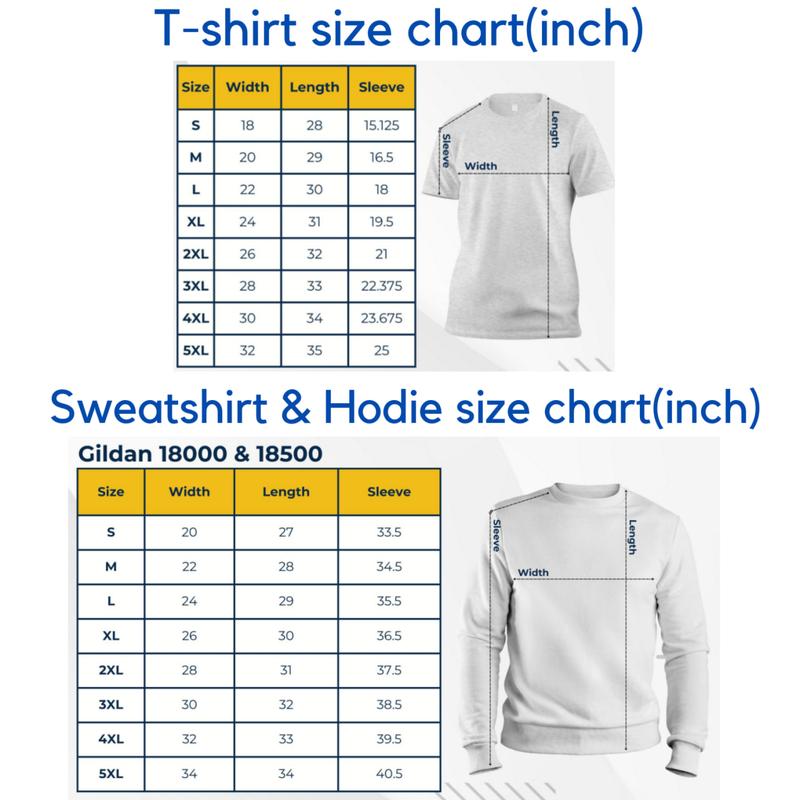 T-shirt size chart(inch)
Size Width Length Sleeve
S 18 28 15.125
M 20 29 16.5
L 22 30 18
XL 24 31 19.5
2XL 26 32 21
3XL 28 33 22.375
4XL 30 34 23.675
5XL 32 35 25
Sleeve
Width
Length
Sweatshirt & Hodie size chart(inch)
Gildan 18000 & 18500
Size Width Length Sleeve
S 20 27 33.5
M 22 28 34.5
L 24 29 35.5
XL 26 30 36.5
2XL 28 31 37.5
3XL 30 32 38.5
4XL 32 33 39.5
5XL 34 34 40.5
Sleeve
Width
Length